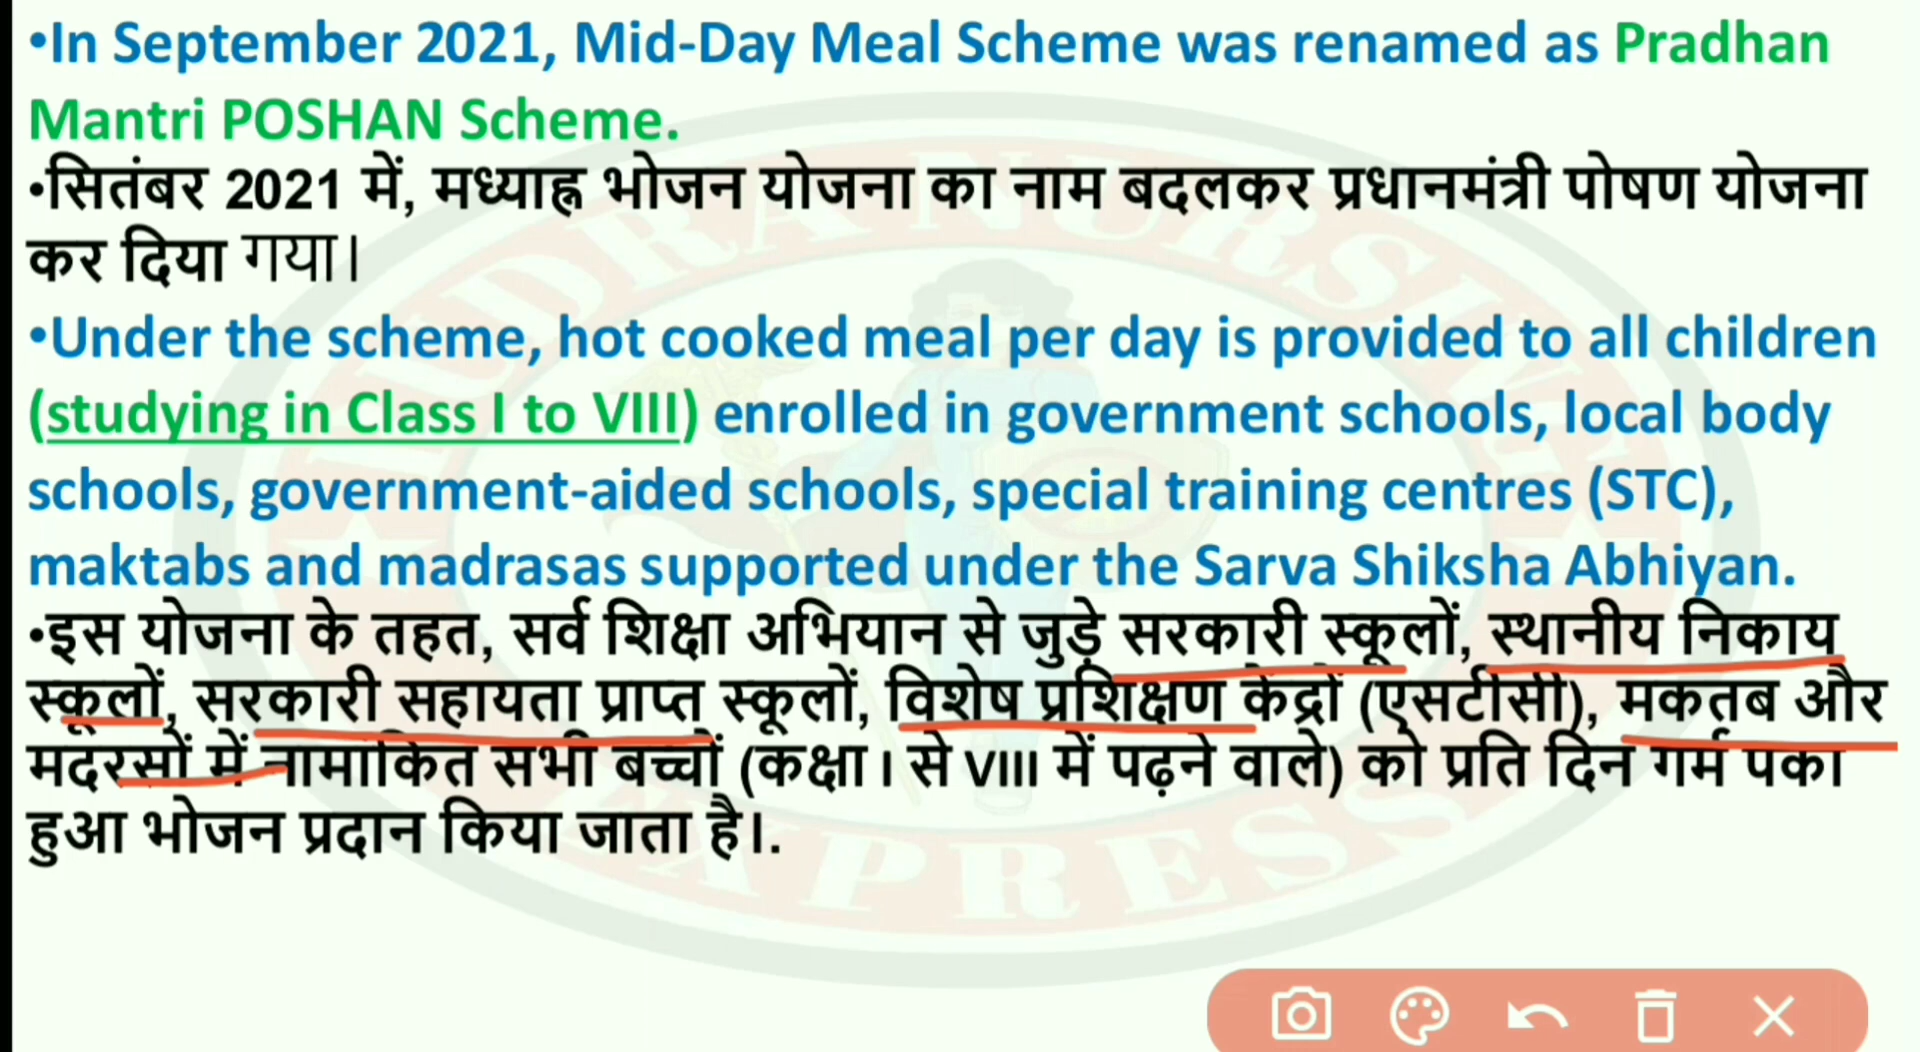 •In September 2021, Mid-Day Meal Scheme was renamed as Pradhan
Mantri POSHAN Scheme.
•सितंबर 2021 में, मध्याह्न भोजन योजना का नाम बदलकर प्रधानमंत्री पोषण योजना
कर दिया गया।
•Under the scheme, hot cooked meal per day is provided to all children
(studying in Class I to VIII) enrolled in government schools, local body
schools, government-aided schools, special training centres (STC),
maktabs and madrasas supported under the Sarva Shiksha Abhiyan.
•इस योजना के तहत, सर्व शिक्षा अभियान से जुड़े सरकारी स्कूलों, स्थानीय निकाय
स्कूलों, सरकारी सहायता प्राप्त स्कूलों, विशेष प्रशिक्षण केंद्रों (एसटीसी), मकतब और
मदरसों में नामांकित सभी बच्चों (कक्षा I से VIII में पढ़ने वाले) को प्रति दिन गर्म पका
हुआ भोजन प्रदान किया जाता है।.
RUDRA NURSING
EXPRESS